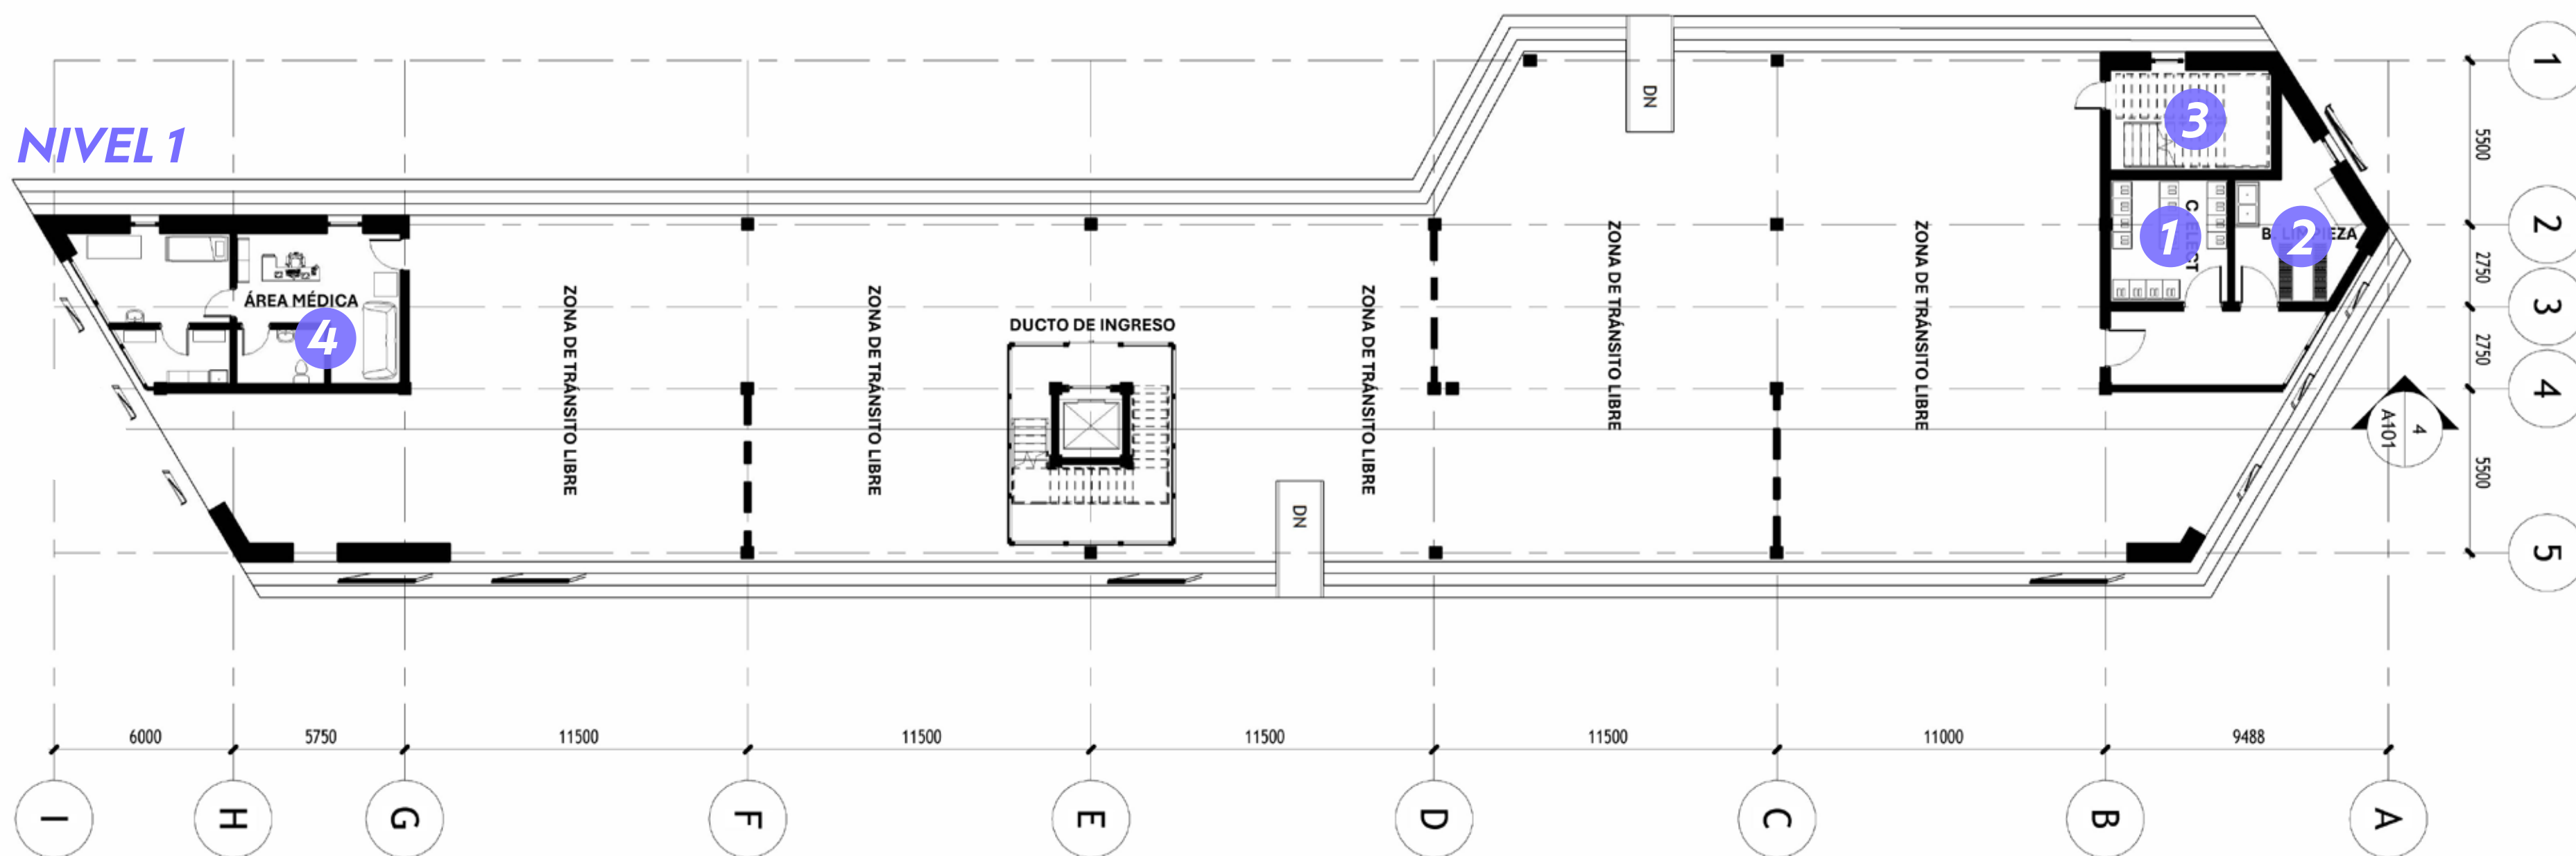 NIVEL 1
DN
1
2
3
4
5
5500
2750
2750
5500
3
1
C. ELECT
2
B. LIMPIEZA
ÁREA MÉDICA
4
ZONA DE TRÁNSITO LIBRE
ZONA DE TRÁNSITO LIBRE
DUCTO DE INGRESO
ZONA DE TRÁNSITO LIBRE
ZONA DE TRÁNSITO LIBRE
ZONA DE TRÁNSITO LIBRE
4
A101
DN
6000
5750
11500
11500
11500
11500
11000
9488
I
H
G
F
E
D
C
B
A